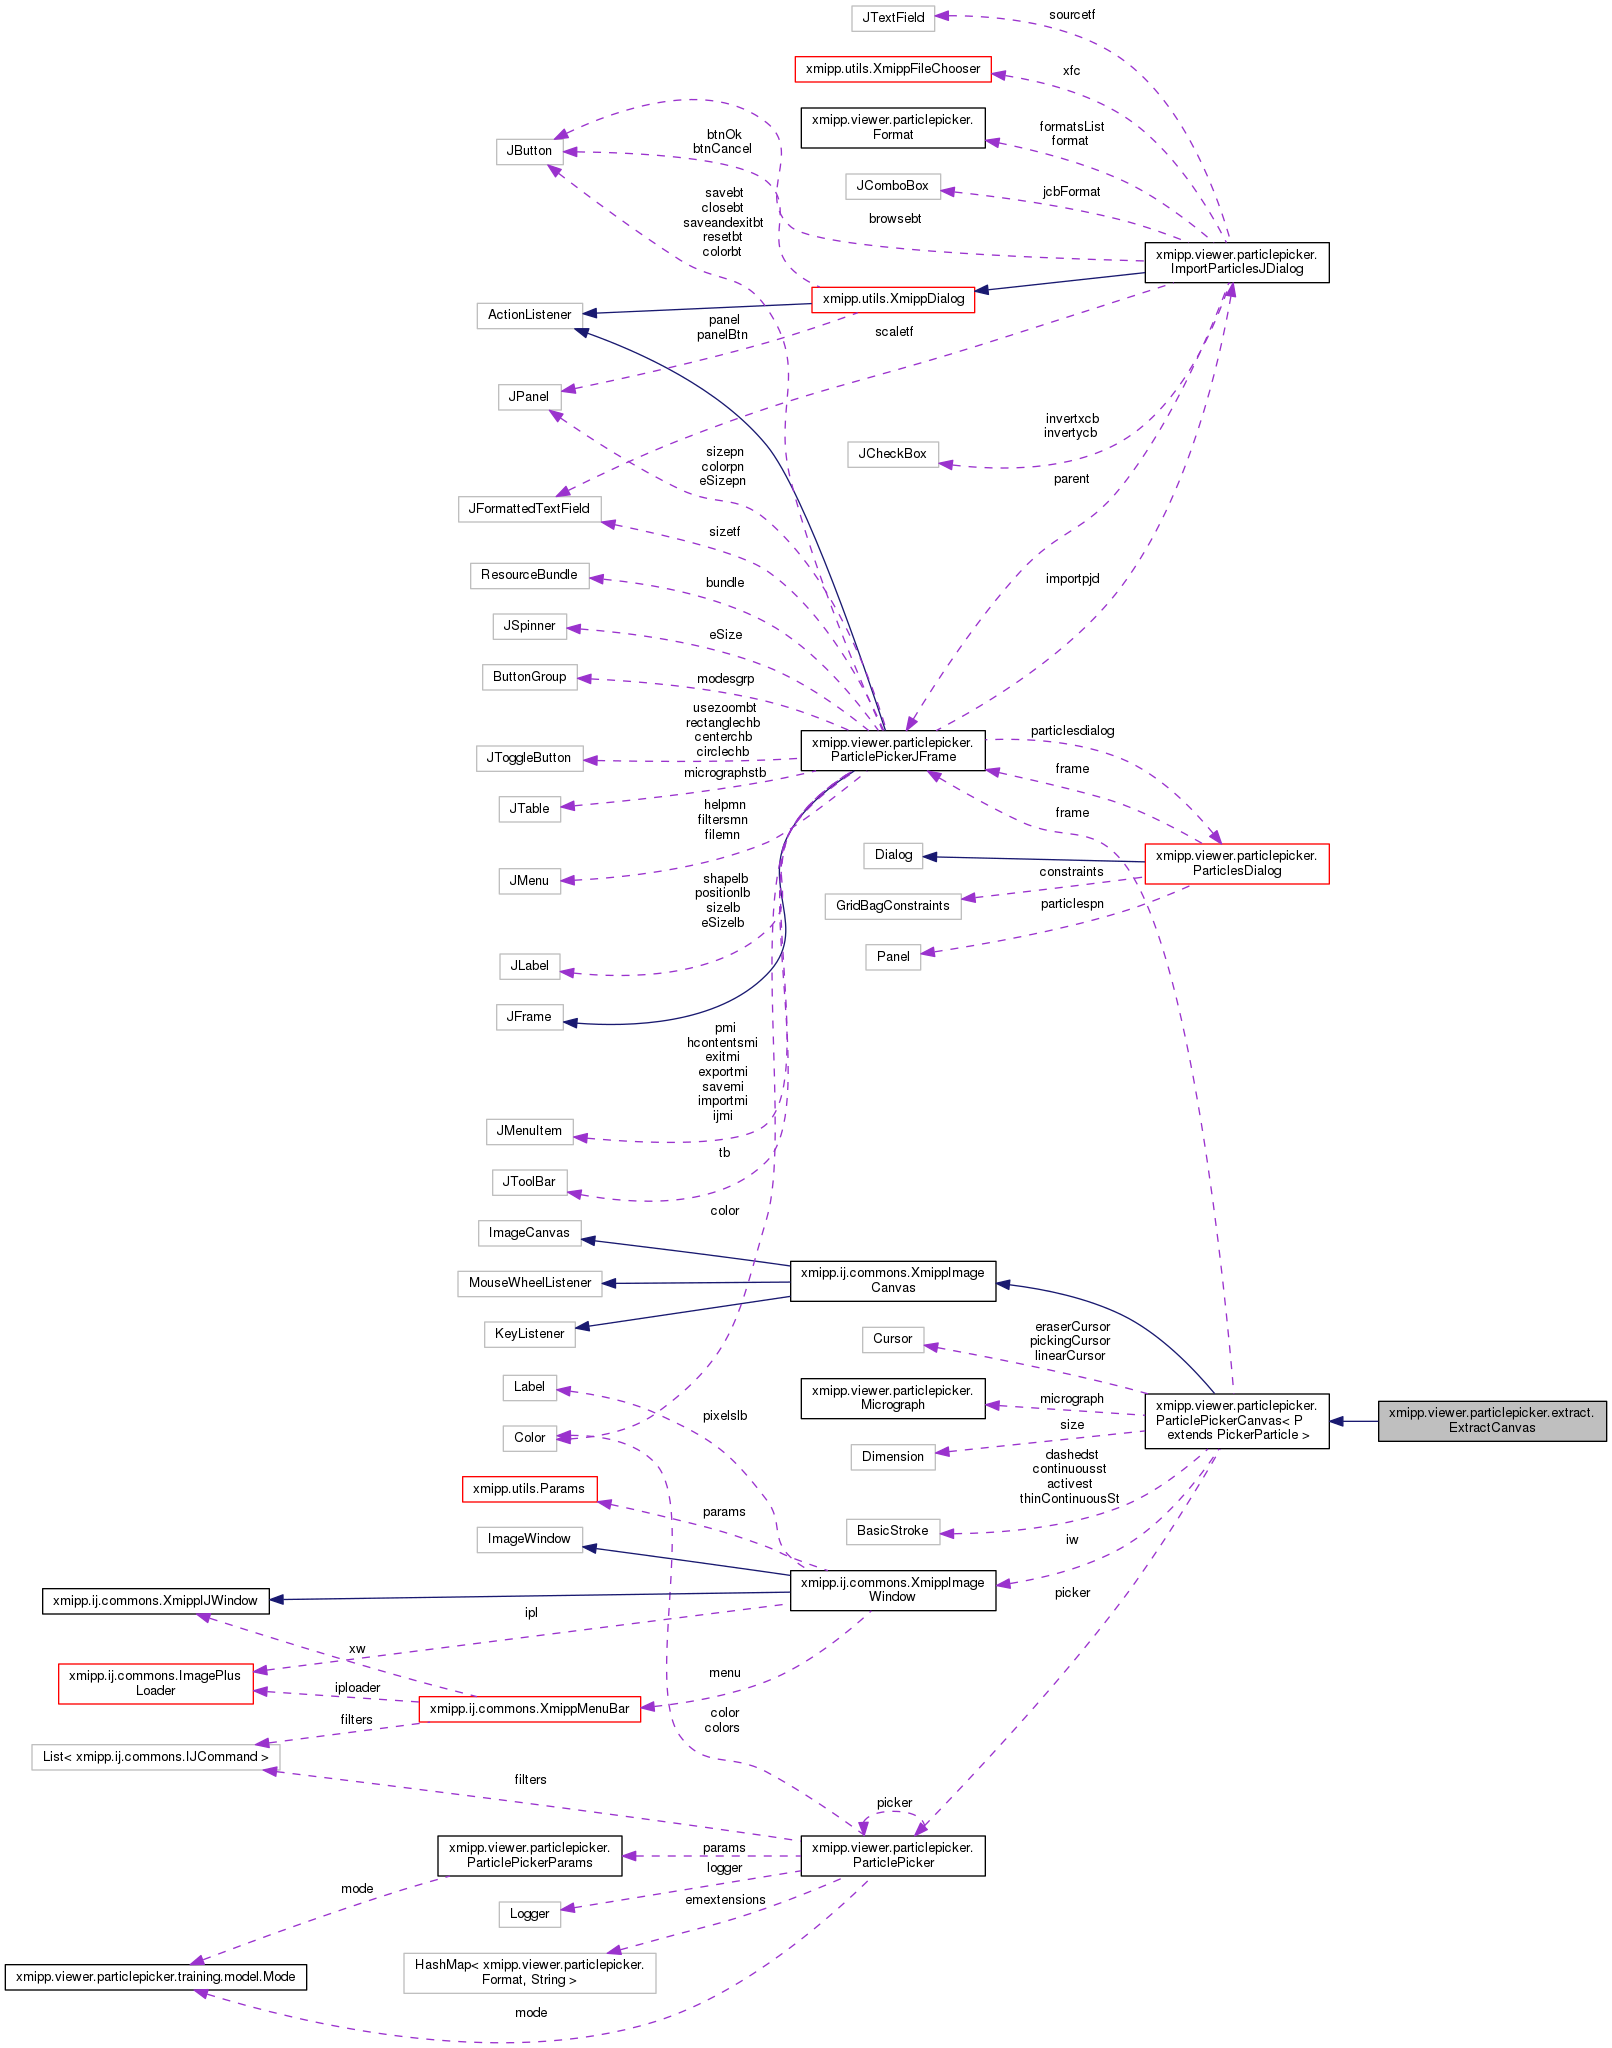 JTextField
sourcetf
xmipp.utils.XmippFileChooser
xfc
xmipp.viewer.particlepicker.
Format
formatsList
format
JButton
btnOk
btnCancel
JComboBox
jcbFormat
savebt
closebt
saveandexitbt
resetbt
colorbt
browsebt
xmipp.viewer.particlepicker.
ImportParticlesJDialog
xmipp.utils.XmippDialog
ActionListener
panel
panelBtn
scaletf
JPanel
invertxcb
invertycb
JCheckBox
sizepn
colorpn
eSizepn
parent
JFormattedTextField
sizetf
ResourceBundle
bundle
importpjd
JSpinner
eSize
ButtonGroup
modesgrp
usezoombt
rectanglechb
centerchb
circlechb
JToggleButton
xmipp.viewer.particlepicker.
ParticlePickerJFrame
particlesdialog
frame
micrographstb
JTable
helpmn
filtersmn
filemn
frame
Dialog
xmipp.viewer.particlepicker.
ParticlesDialog
constraints
JMenu
shapelb
positionlb
sizelb
eSizelb
GridBagConstraints
particlespn
Panel
JLabel
JFrame
pmi
hcontentsmi
exitmi
exportmi
savemi
importmi
ijmi
JMenuItem
tb
JToolBar
color
ImageCanvas
xmipp.ij.commons.XmippImage
Canvas
MouseWheelListener
KeyListener
Cursor
eraserCursor
pickingCursor
linearCursor
Label
xmipp.viewer.particlepicker.
Micrograph
micrograph
xmipp.viewer.particlepicker.
ParticlePickerCanvas< P
extends PickerParticle >
xmipp.viewer.particlepicker.extract.
ExtractCanvas
pixelslb
Color
size
Dimension
dashedst
continuousst
activest
thinContinuousSt
xmipp.utils.Params
params
BasicStroke
iw
ImageWindow
xmipp.ij.commons.XmippImage
Window
picker
xmipp.ij.commons.XmippIJWindow
ipl
xw
xmipp.ij.commons.ImagePlus
Loader
iploader
menu
xmipp.ij.commons.XmippMenuBar
filters
color
colors
List< xmipp.ij.commons.IJCommand >
filters
picker
xmipp.viewer.particlepicker.
ParticlePickerParams
params
xmipp.viewer.particlepicker.
ParticlePicker
logger
mode
emextensions
Logger
HashMap< xmipp.viewer.particlepicker.
Format, String >
xmipp.viewer.particlepicker.training.model.Mode
mode